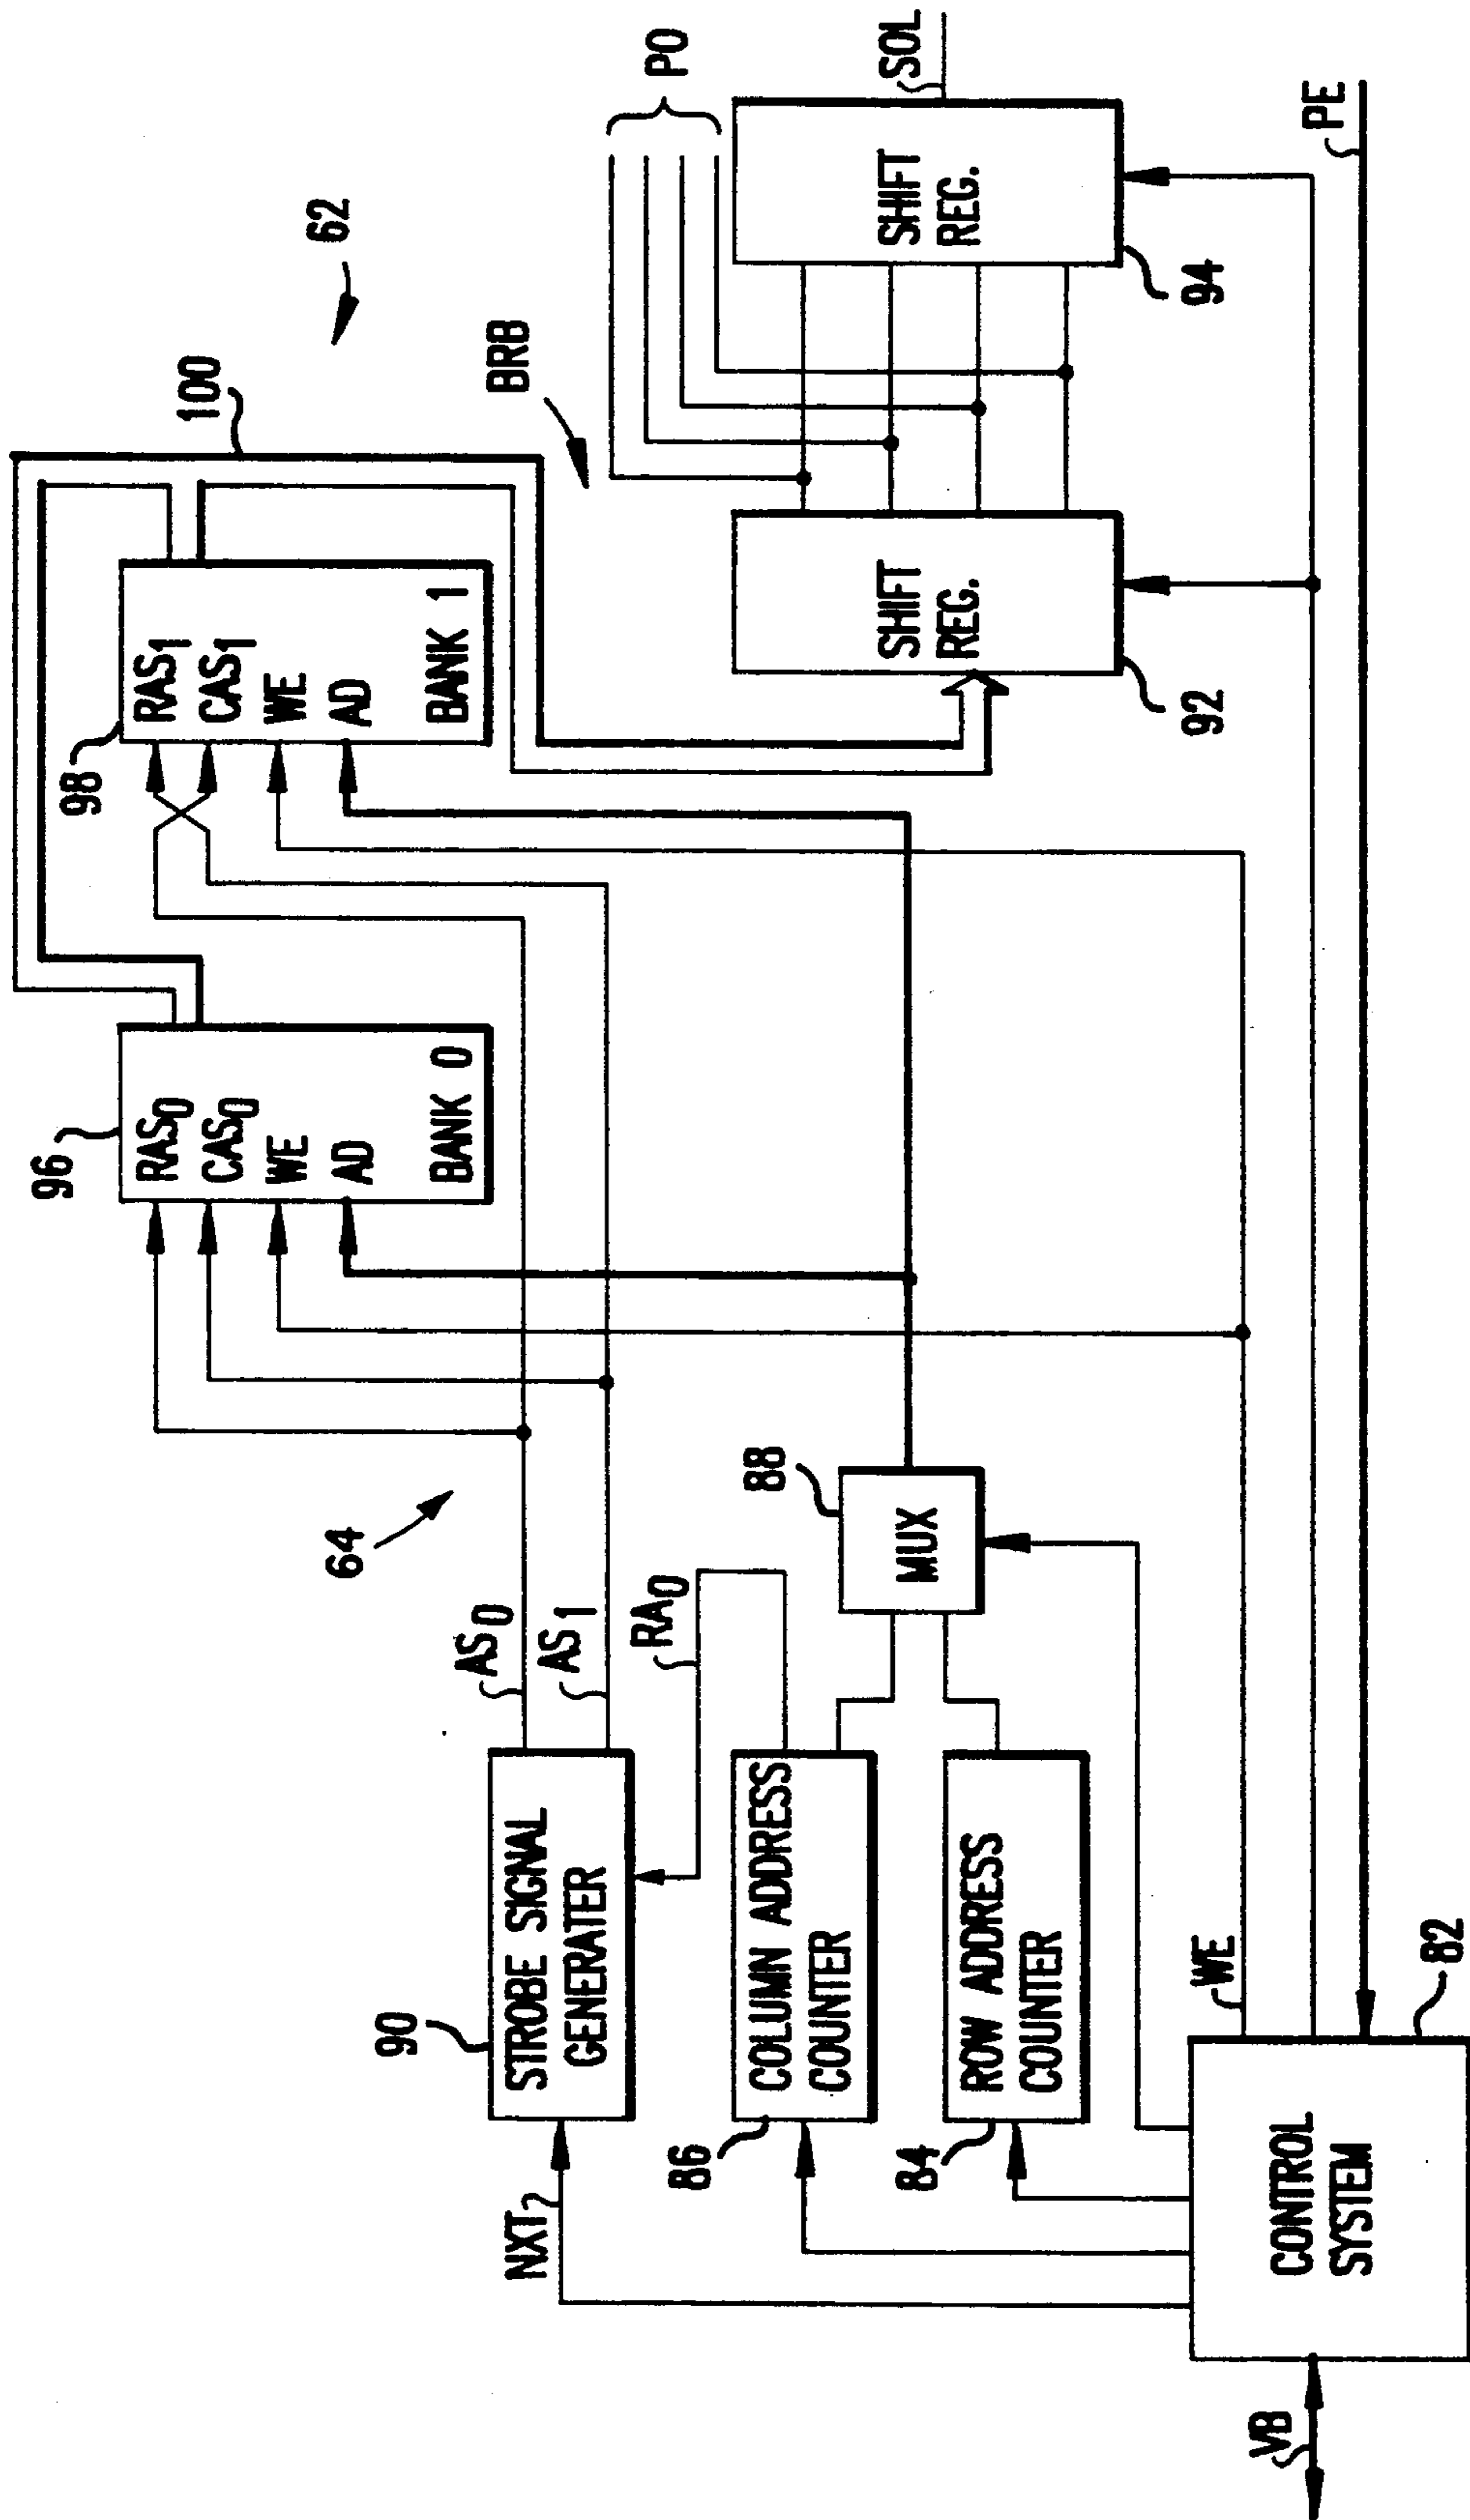 62
64
100
96
RAS0
CAS0
WE
AD
BANK 0
98
RAS1
CAS1
WE
AD
BANK 1
BRB
PO
SHIFT
REG.
92
SHIFT
REG.
94
SOL
PE
AS0
AS1
RA0
90
STROBE SIGNAL
GENERATER
NXT
86
COLUMN ADDRESS
COUNTER
84
ROW ADDRESS
COUNTER
88
MUX
WE
82
CONTROL
SYSTEM
VB